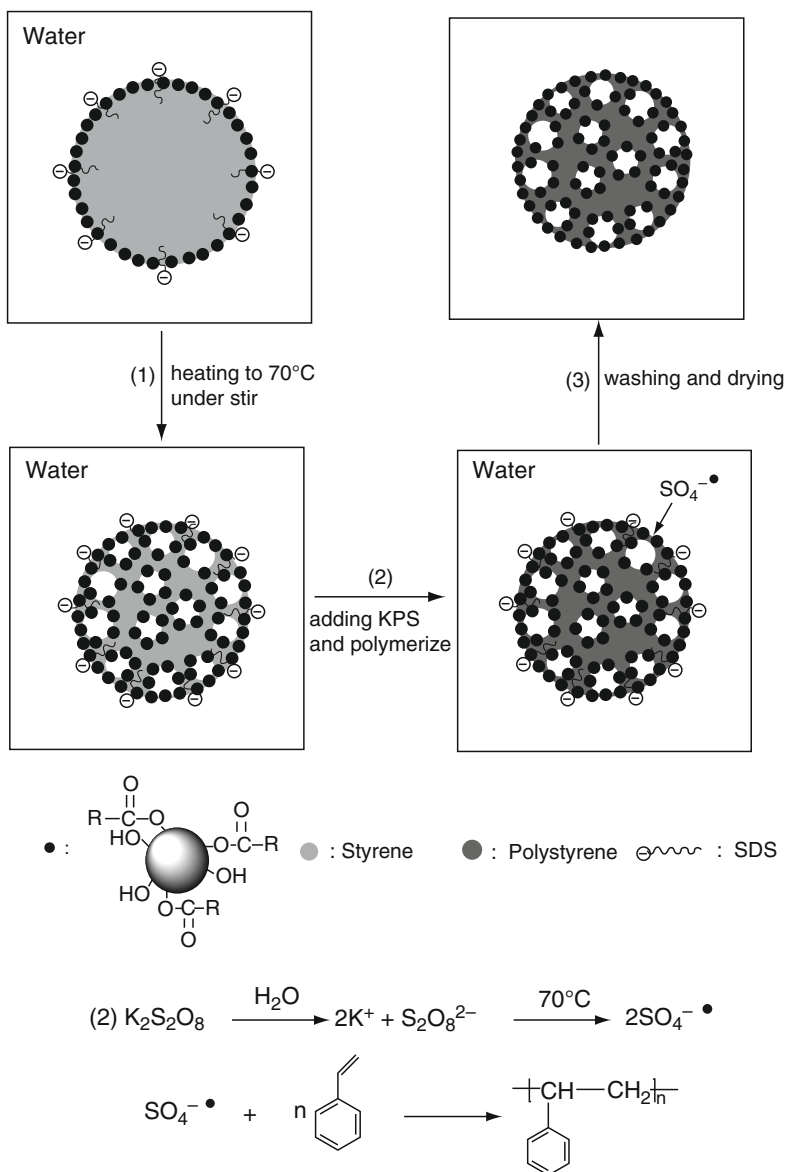 Water
(1) heating to 70°C
under stir
(3) washing and drying
Water
(2)
adding KPS
and polymerize
Water
SO₄⁻•
● :
O
R–C–O
HO
O
O–C–R
HO
OH
O–C–R
O
: Styrene
: Polystyrene
: SDS
(2) K₂S₂O₈
H₂O
2K⁺ + S₂O₈²⁻
70°C
2SO₄⁻•
SO₄⁻• + n
CH–CH₂
n